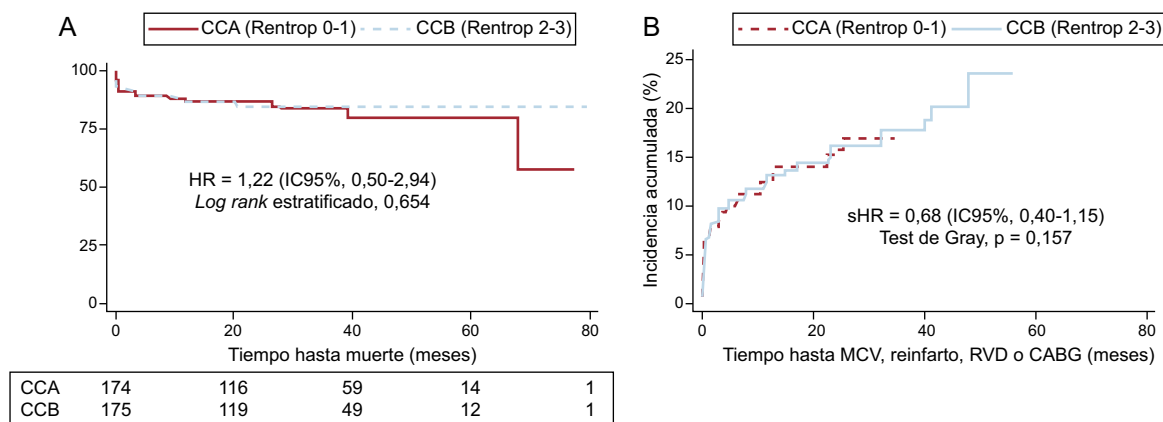 A
CCA (Rentrop 0-1) CCB (Rentrop 2-3)
100
75
50
25
0
HR = 1,22 (IC95%, 0,50-2,94)
Log rank estratificado, 0,654
0 20 40 60 80
Tiempo hasta muerte (meses)
CCA 174 116 59 14 1
CCB 175 119 49 12 1
B
CCA (Rentrop 0-1) CCB (Rentrop 2-3)
Incidencia acumulada (%)
25
20
15
10
5
0
sHR = 0,68 (IC95%, 0,40-1,15)
Test de Gray, p = 0,157
0 20 40 60 80
Tiempo hasta MCV, reinfarto, RVD o CABG (meses)